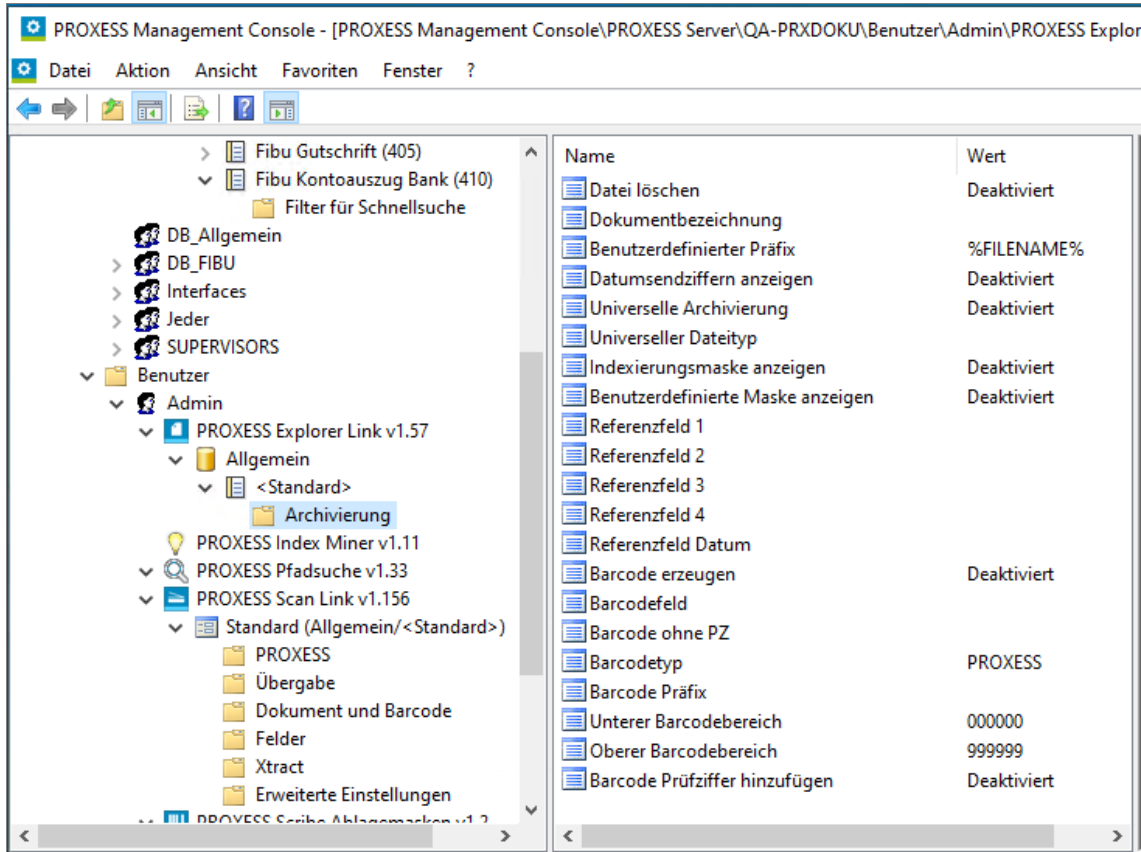 PROXESS Management Console - [PROXESS Management Console\PROXESS Server\QA-PRXDOKU\Benutzer\Admin\PROXESS Explor
Datei Aktion Ansicht Favoriten Fenster ?
Fibu Gutschrift (405)
Fibu Kontoauszug Bank (410)
Filter für Schnellsuche
DB_Allgemein
DB_FIBU
Interfaces
Jeder
SUPERVISORS
Benutzer
Admin
PROXESS Explorer Link v1.57
Allgemein
<Standard>
Archivierung
PROXESS Index Miner v1.11
PROXESS Pfadsuche v1.33
PROXESS Scan Link v1.156
Standard (Allgemein/<Standard>)
PROXESS
Übergabe
Dokument und Barcode
Felder
Xtract
Erweiterte Einstellungen
PROXESS Scribe Ablagemasken v1.2
Name Wert
Datei löschen Deaktiviert
Dokumentbezeichnung
Benutzerdefinierter Präfix %FILENAME%
Datumsendziffern anzeigen Deaktiviert
Universelle Archivierung Deaktiviert
Universeller Dateityp
Indexierungsmaske anzeigen Deaktiviert
Benutzerdefinierte Maske anzeigen Deaktiviert
Referenzfeld 1
Referenzfeld 2
Referenzfeld 3
Referenzfeld 4
Referenzfeld Datum
Barcode erzeugen Deaktiviert
Barcodefeld
Barcode ohne PZ
Barcodetyp PROXESS
Barcode Präfix
Unterer Barcodebereich 000000
Oberer Barcodebereich 999999
Barcode Prüfziffer hinzufügen Deaktiviert